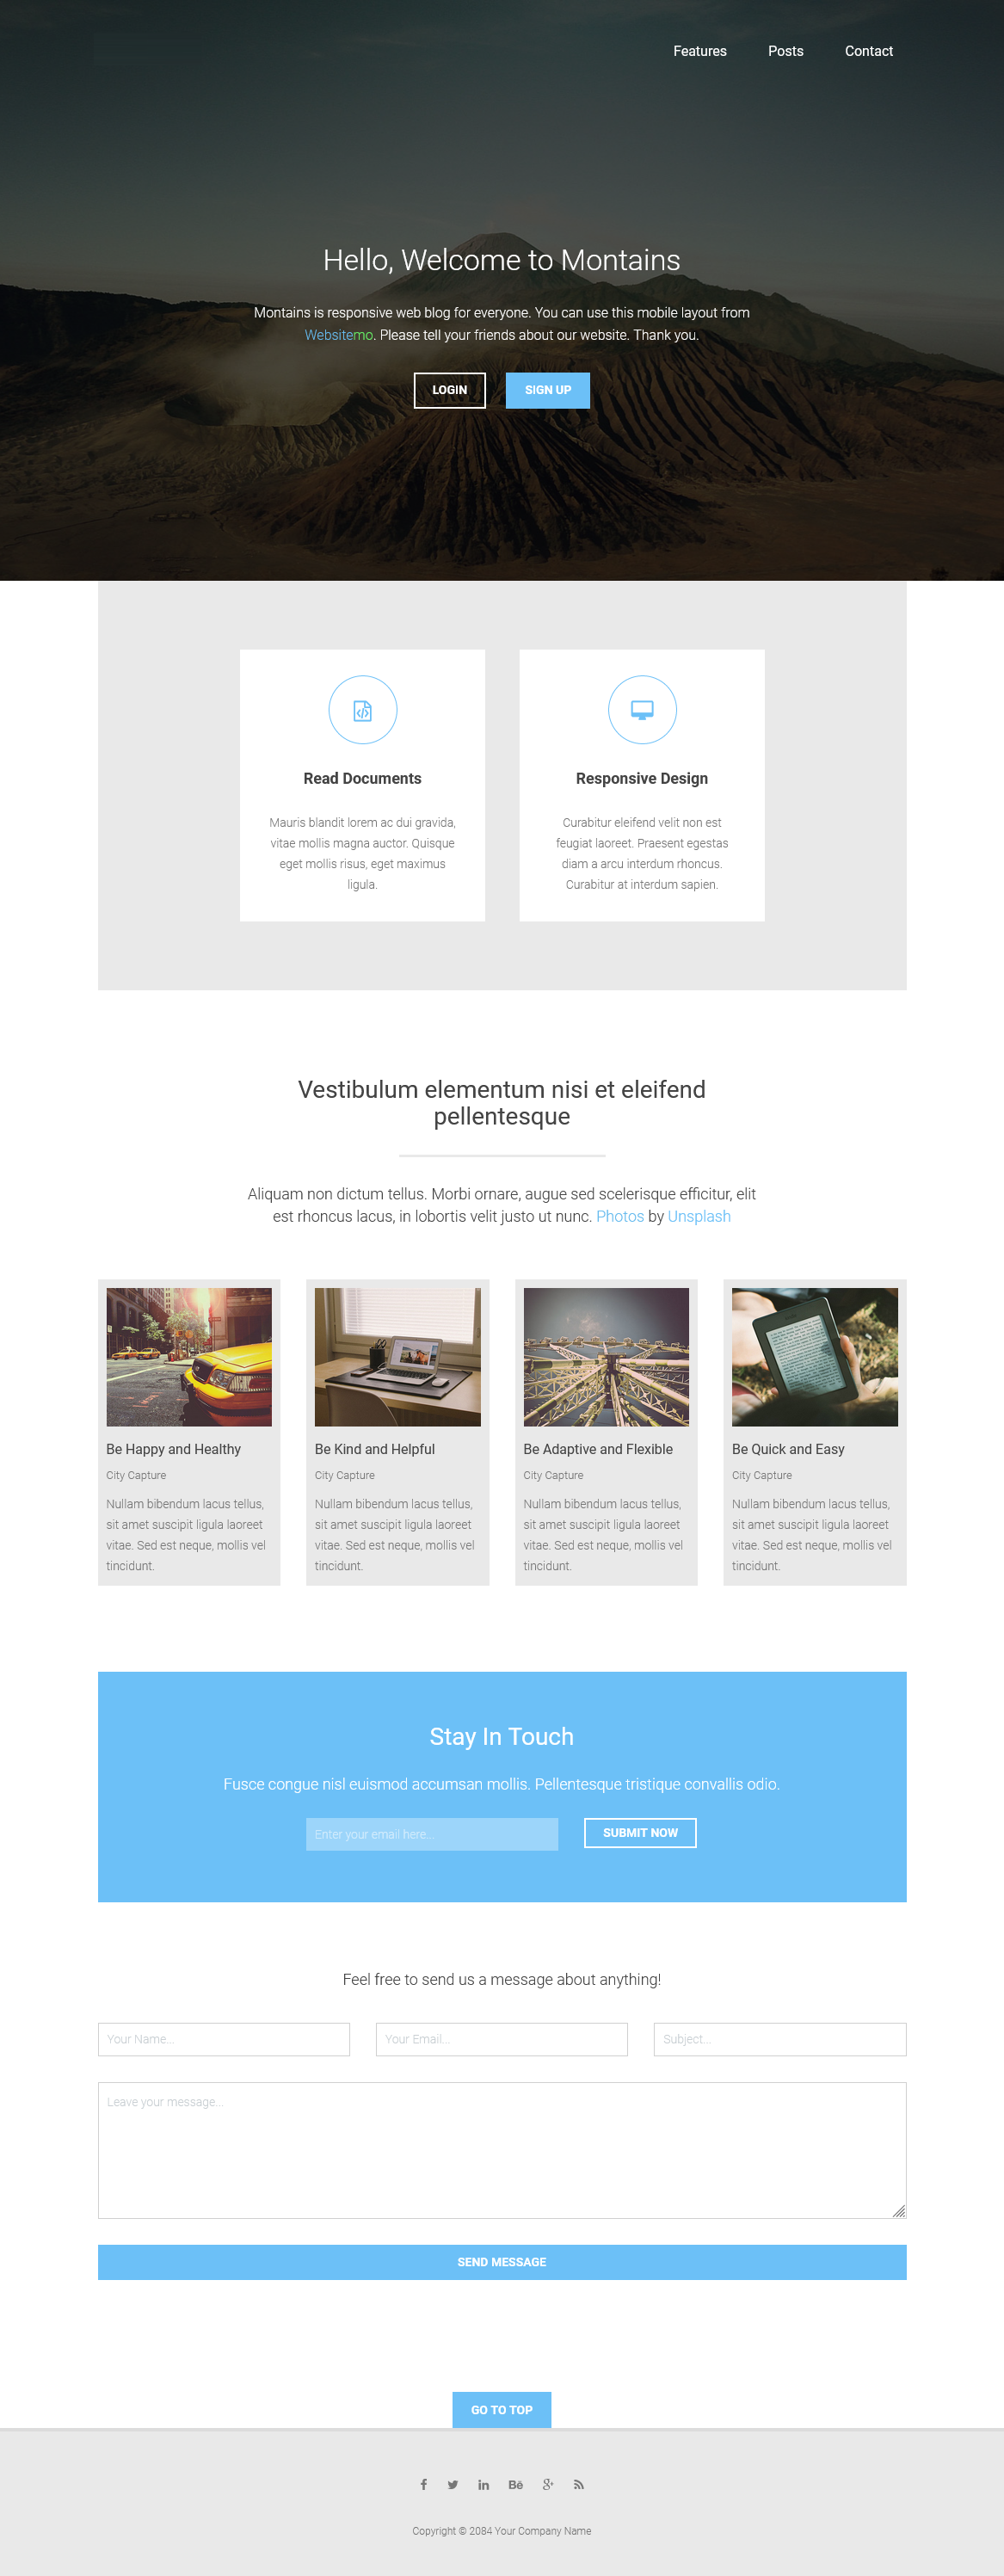 Features Posts Contact
Hello, Welcome to Montains
Montains is responsive web blog for everyone. You can use this mobile layout from
Websitemo. Please tell your friends about our website. Thank you.
LOGIN SIGN UP
Read Documents
Mauris blandit lorem ac dui gravida,
vitae mollis magna auctor. Quisque
eget mollis risus, eget maximus
ligula.
Responsive Design
Curabitur eleifend velit non est
feugiat laoreet. Praesent egestas
diam a arcu interdum rhoncus.
Curabitur at interdum sapien.
Vestibulum elementum nisi et eleifend
pellentesque
Aliquam non dictum tellus. Morbi ornare, augue sed scelerisque efficitur, elit
est rhoncus lacus, in lobortis velit justo ut nunc. Photos by Unsplash
Be Happy and Healthy
City Capture
Nullam bibendum lacus tellus,
sit amet suscipit ligula laoreet
vitae. Sed est neque, mollis vel
tincidunt.
Be Kind and Helpful
City Capture
Nullam bibendum lacus tellus,
sit amet suscipit ligula laoreet
vitae. Sed est neque, mollis vel
tincidunt.
Be Adaptive and Flexible
City Capture
Nullam bibendum lacus tellus,
sit amet suscipit ligula laoreet
vitae. Sed est neque, mollis vel
tincidunt.
Be Quick and Easy
City Capture
Nullam bibendum lacus tellus,
sit amet suscipit ligula laoreet
vitae. Sed est neque, mollis vel
tincidunt.
Stay In Touch
Fusce congue nisl euismod accumsan mollis. Pellentesque tristique convallis odio.
Enter your email here... SUBMIT NOW
Feel free to send us a message about anything!
Your Name... Your Email... Subject...
Leave your message...
SEND MESSAGE
GO TO TOP
Copyright © 2084 Your Company Name